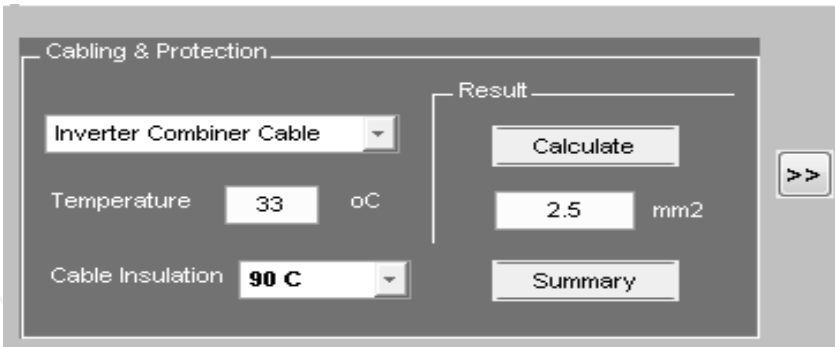 Cabling & Protection
Result
Inverter Combiner Cable
Calculate
>>
Temperature 33 oC
2.5 mm2
Cable Insulation 90 C
Summary